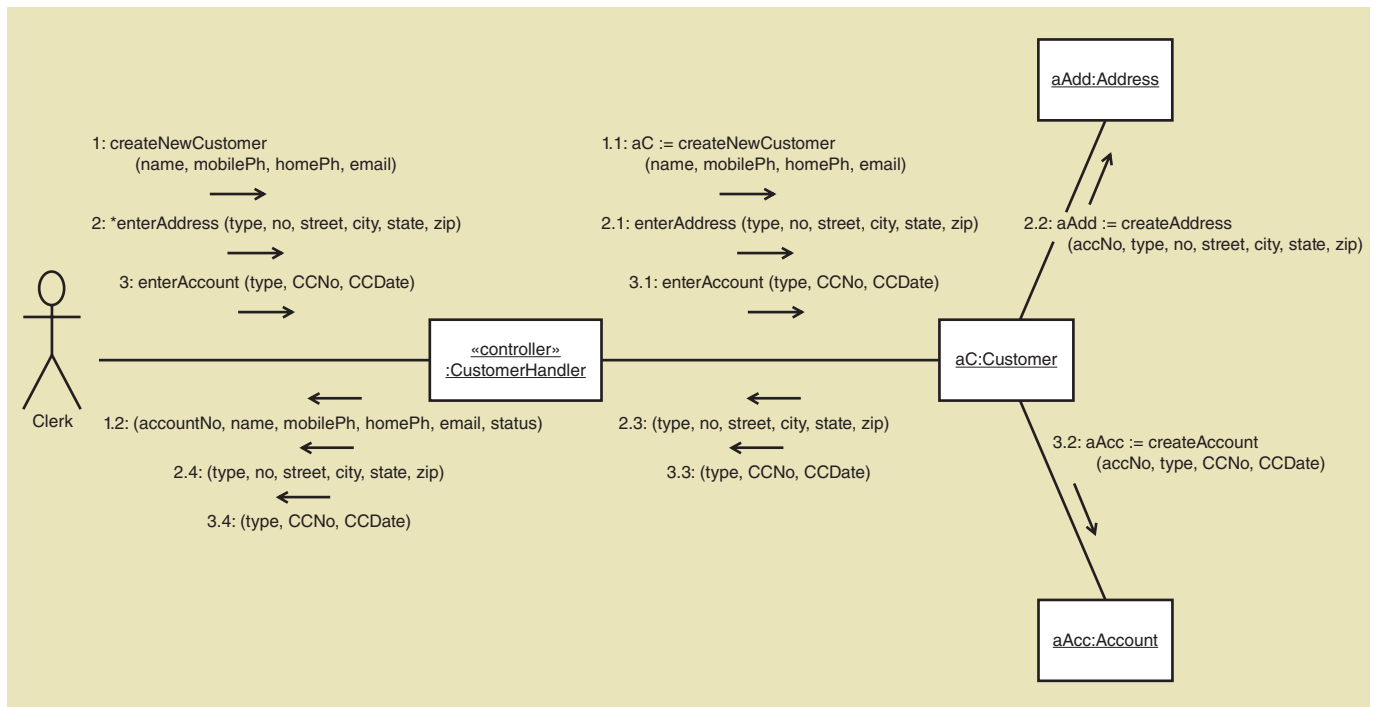 aAdd:Address
1: createNewCustomer
(name, mobilePh, homePh, email)
1.1: aC := createNewCustomer
(name, mobilePh, homePh, email)
2: *enterAddress (type, no, street, city, state, zip)
2.1: enterAddress (type, no, street, city, state, zip)
2.2: aAdd := createAddress
(accNo, type, no, street, city, state, zip)
3: enterAccount (type, CCNo, CCDate)
3.1: enterAccount (type, CCNo, CCDate)
«controller»
:CustomerHandler
aC:Customer
Clerk
1.2: (accountNo, name, mobilePh, homePh, email, status)
2.3: (type, no, street, city, state, zip)
3.2: aAcc := createAccount
(accNo, type, CCNo, CCDate)
2.4: (type, no, street, city, state, zip)
3.3: (type, CCNo, CCDate)
3.4: (type, CCNo, CCDate)
aAcc:Account